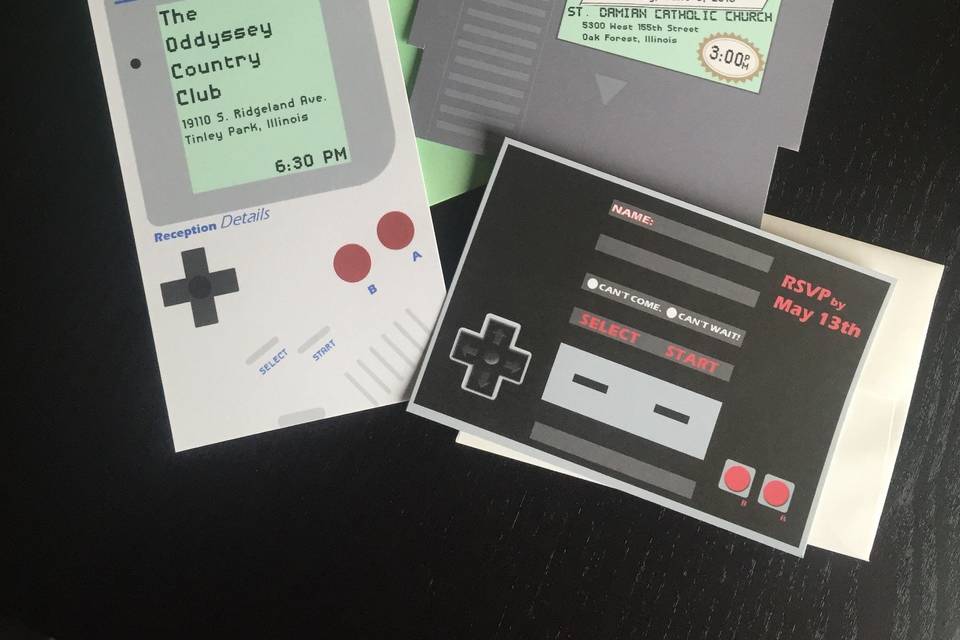 The
Oddyssey
Country
Club
19110 S. Ridgeland Ave.
Tinley Park, Illinois
6:30 PM
Reception Details
B
A
SELECT
START
ST. DAMIAN CATHOLIC CHURCH
5300 West 155th Street
Oak Forest, Illinois
3:00PM
NAME:
CAN'T COME. CAN'T WAIT!
SELECT START
RSVP by
May 13th
B
A